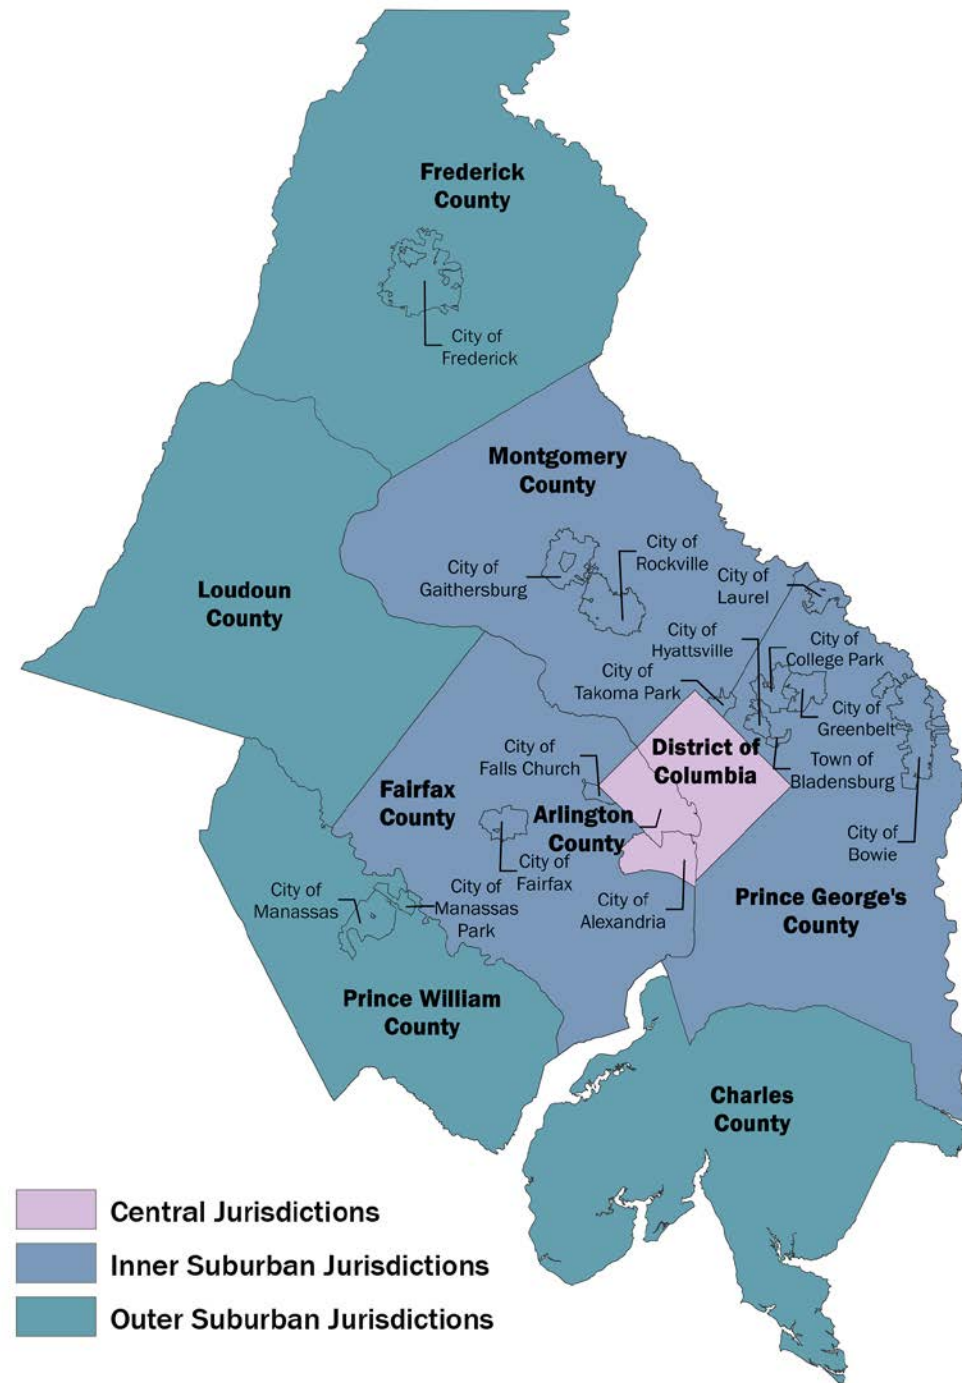 Frederick
County
City of
Frederick
Montgomery
County
City of
Rockville
City of
Gaithersburg
City of
Laurel
Loudoun
County
City of
Hyattsville
City of
College Park
City of
Takoma Park
City of
Greenbelt
District of
Columbia
City of
Falls Church
Town of
Bladensburg
Fairfax
County
Arlington
County
City of
Bowie
City of
Fairfax
City of
Manassas
City of
Manassas
Park
City of
Alexandria
Prince George's
County
Prince William
County
Charles
County
Central Jurisdictions
Inner Suburban Jurisdictions
Outer Suburban Jurisdictions